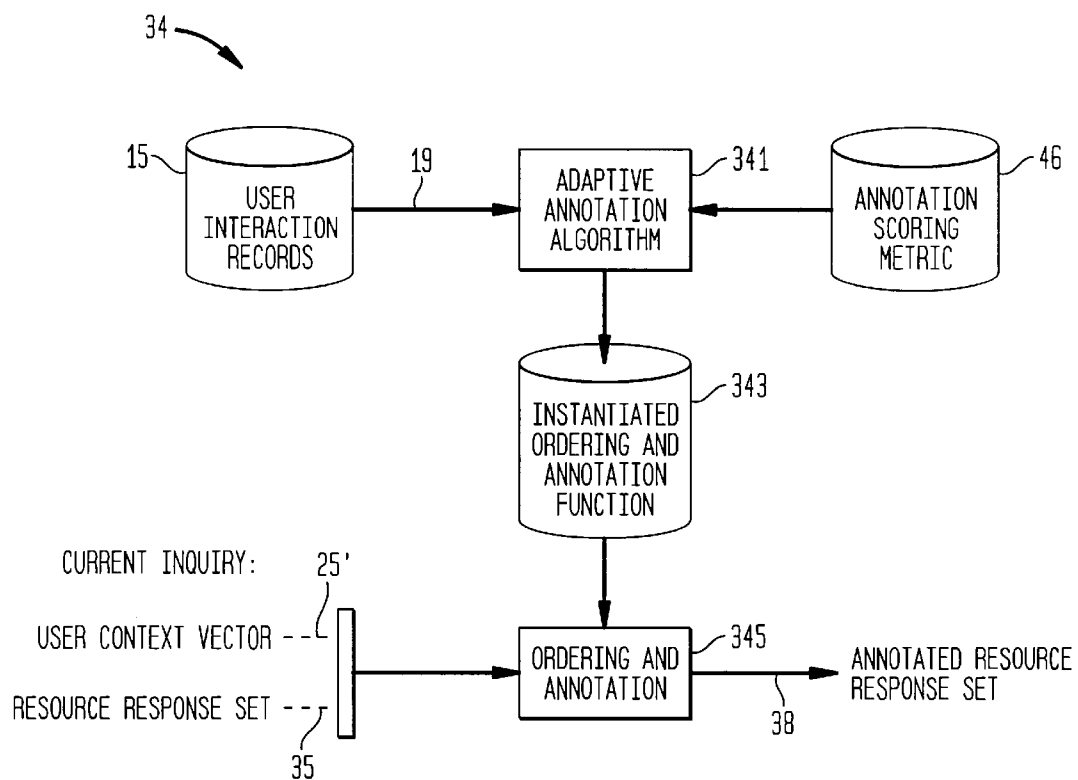 34
15
USER
INTERACTION
RECORDS
19
ADAPTIVE
ANNOTATION
ALGORITHM
341
ANNOTATION
SCORING
METRIC
46
INSTANTIATED
ORDERING AND
ANNOTATION
FUNCTION
343
CURRENT INQUIRY:
25'
USER CONTEXT VECTOR
RESOURCE RESPONSE SET
35
ORDERING AND
ANNOTATION
345
38
ANNOTATED RESOURCE
RESPONSE SET